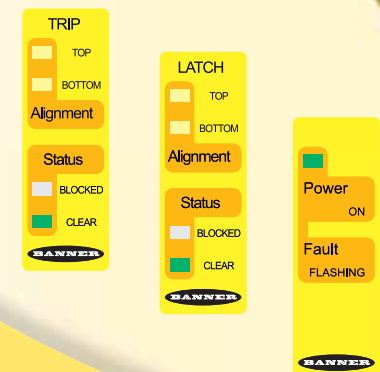 TRIP
TOP
BOTTOM
Alignment
Status
BLOCKED
CLEAR
BANNER
LATCH
TOP
BOTTOM
Alignment
Status
BLOCKED
CLEAR
BANNER
Power
ON
Fault
FLASHING
BANNER